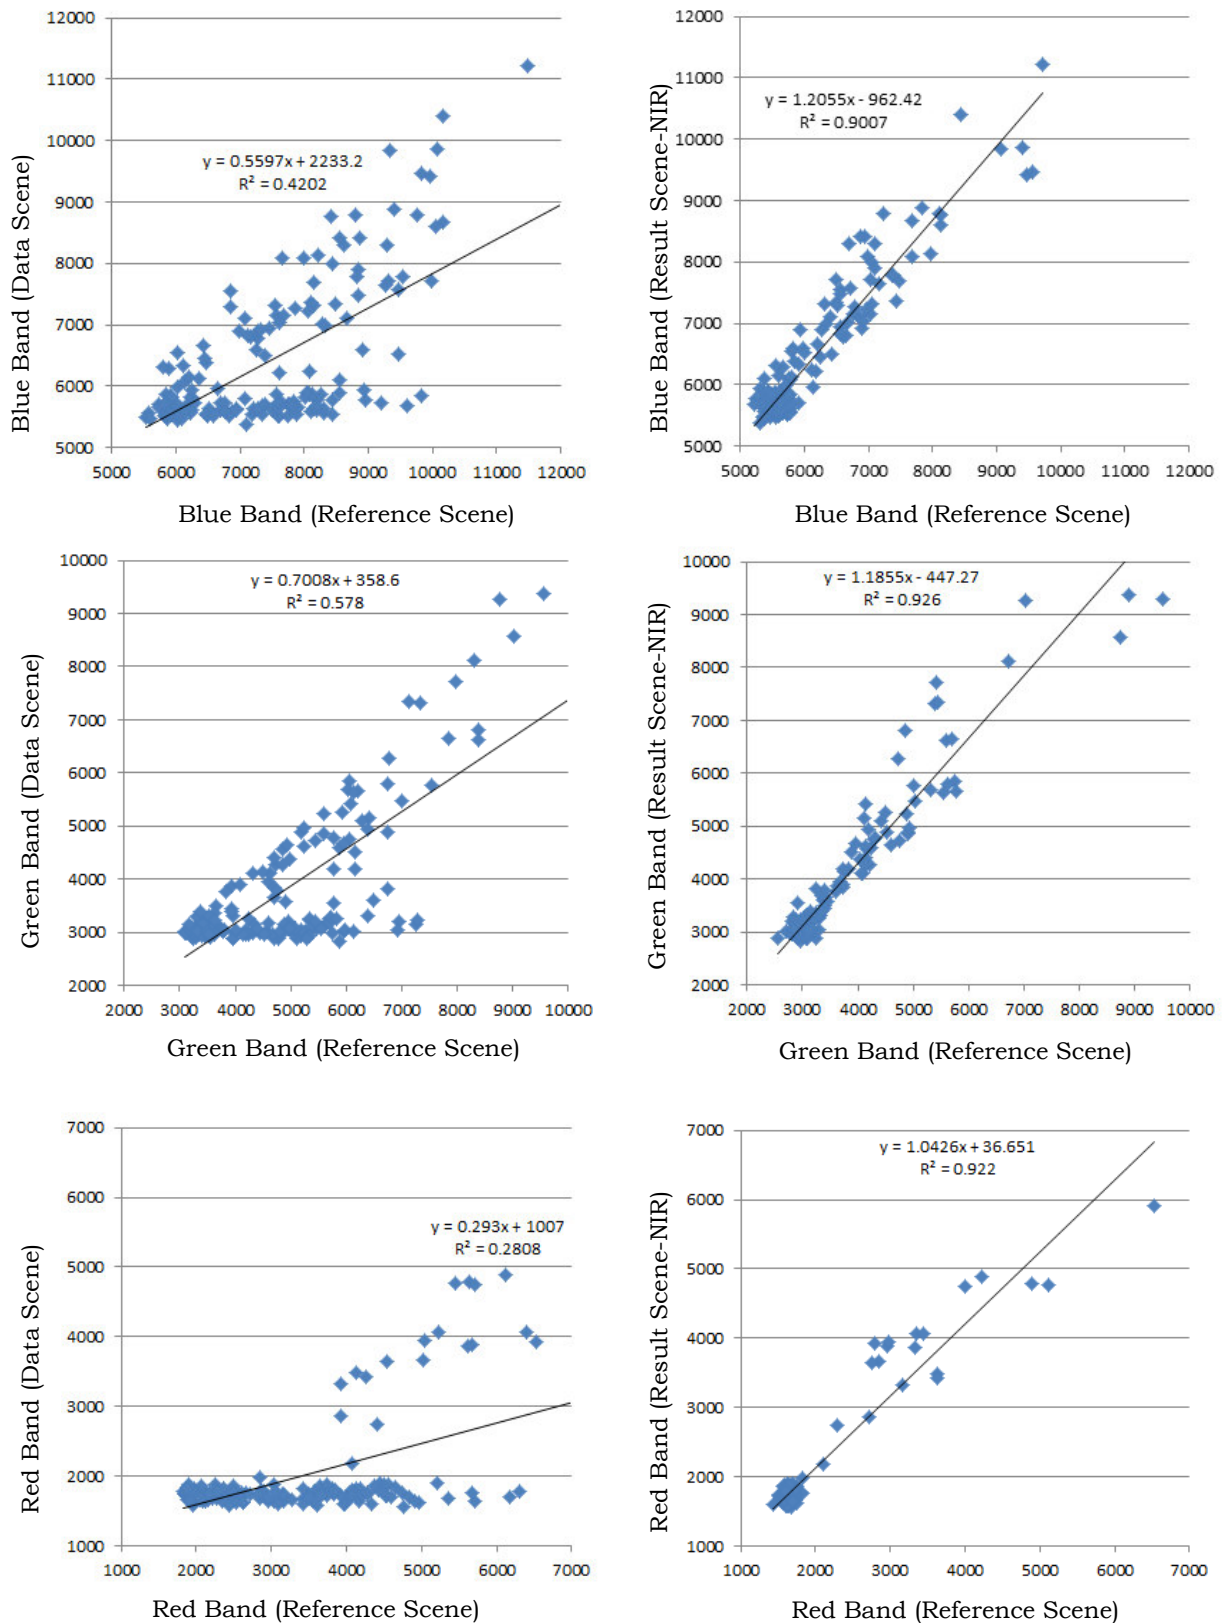 12000
11000
10000
9000
8000
7000
6000
5000
y = 0.5597x + 2233.2
R² = 0.4202
5000 6000 7000 8000 9000 10000 11000 12000
Blue Band (Data Scene)
Blue Band (Reference Scene)
12000
11000
10000
9000
8000
7000
6000
5000
y = 1.2055x - 962.42
R² = 0.9007
5000 6000 7000 8000 9000 10000 11000 12000
Blue Band (Result Scene-NIR)
Blue Band (Reference Scene)
10000
9000
8000
7000
6000
5000
4000
3000
2000
y = 0.7008x + 358.6
R² = 0.578
2000 3000 4000 5000 6000 7000 8000 9000 10000
Green Band (Data Scene)
Green Band (Reference Scene)
10000
9000
8000
7000
6000
5000
4000
3000
2000
y = 1.1855x - 447.27
R² = 0.926
2000 3000 4000 5000 6000 7000 8000 9000 10000
Green Band (Result Scene-NIR)
Green Band (Reference Scene)
7000
6000
5000
4000
3000
2000
1000
y = 0.293x + 1007
R² = 0.2808
1000 2000 3000 4000 5000 6000 7000
Red Band (Data Scene)
Red Band (Reference Scene)
7000
6000
5000
4000
3000
2000
1000
y = 1.0426x + 36.651
R² = 0.922
1000 2000 3000 4000 5000 6000 7000
Red Band (Result Scene-NIR)
Red Band (Reference Scene)